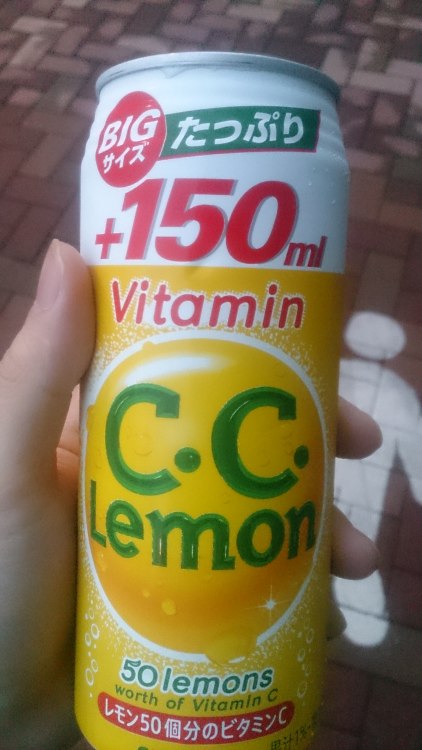 BIG
サイズ
たっぷり
+150ml
Vitamin
C.C.
Lemon
50 lemons
worth of Vitamin C
レモン50個分のビタミンC